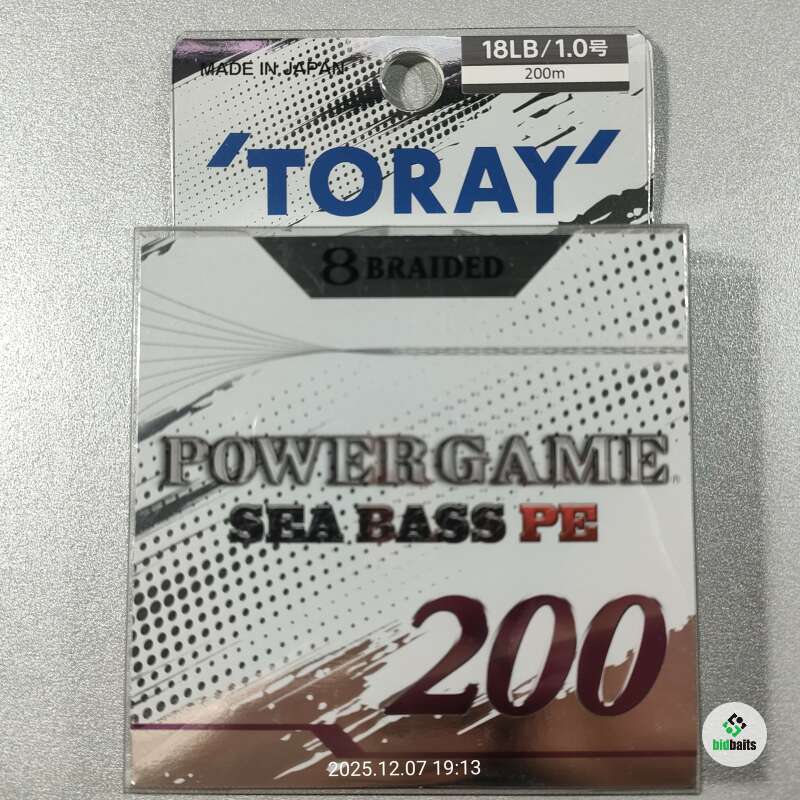 MADE IN JAPAN
18LB/1.0号
200m
'TORAY'
8 BRAIDED
POWERGAME®
SEA BASS PE
200
2025.12.07 19:13
bidbaits